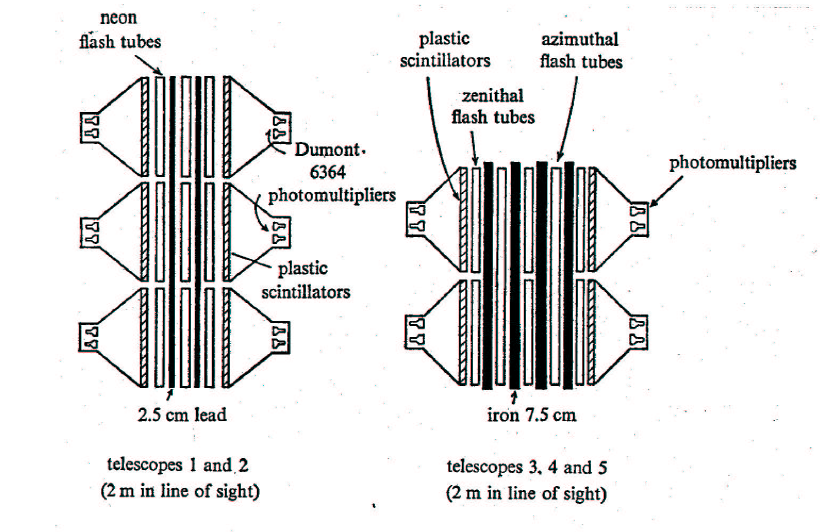 neon
flash tubes
Dumont.
6364
photomultipliers
plastic
scintillators
2.5 cm lead
telescopes 1 and 2
(2 m in line of sight)
plastic
scintillators
azimuthal
flash tubes
zenithal
flash tubes
photomultipliers
iron 7.5 cm
telescopes 3, 4 and 5
(2 m in line of sight)